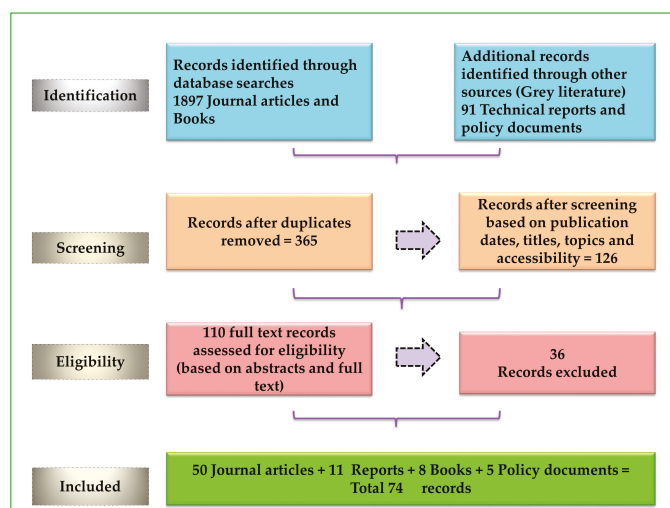 Identification
Records identified through
database searches
1897 Journal articles and
Books
Additional records
identified through other
sources (Grey literature)
91 Technical reports and
policy documents
Screening
Records after duplicates
removed = 365
Records after screening
based on publication
dates, titles, topics and
accessibility = 126
Eligibility
110 full text records
assessed for eligibility
(based on abstracts and full
text)
36
Records excluded
Included
50 Journal articles + 11 Reports + 8 Books + 5 Policy documents =
Total 74 records